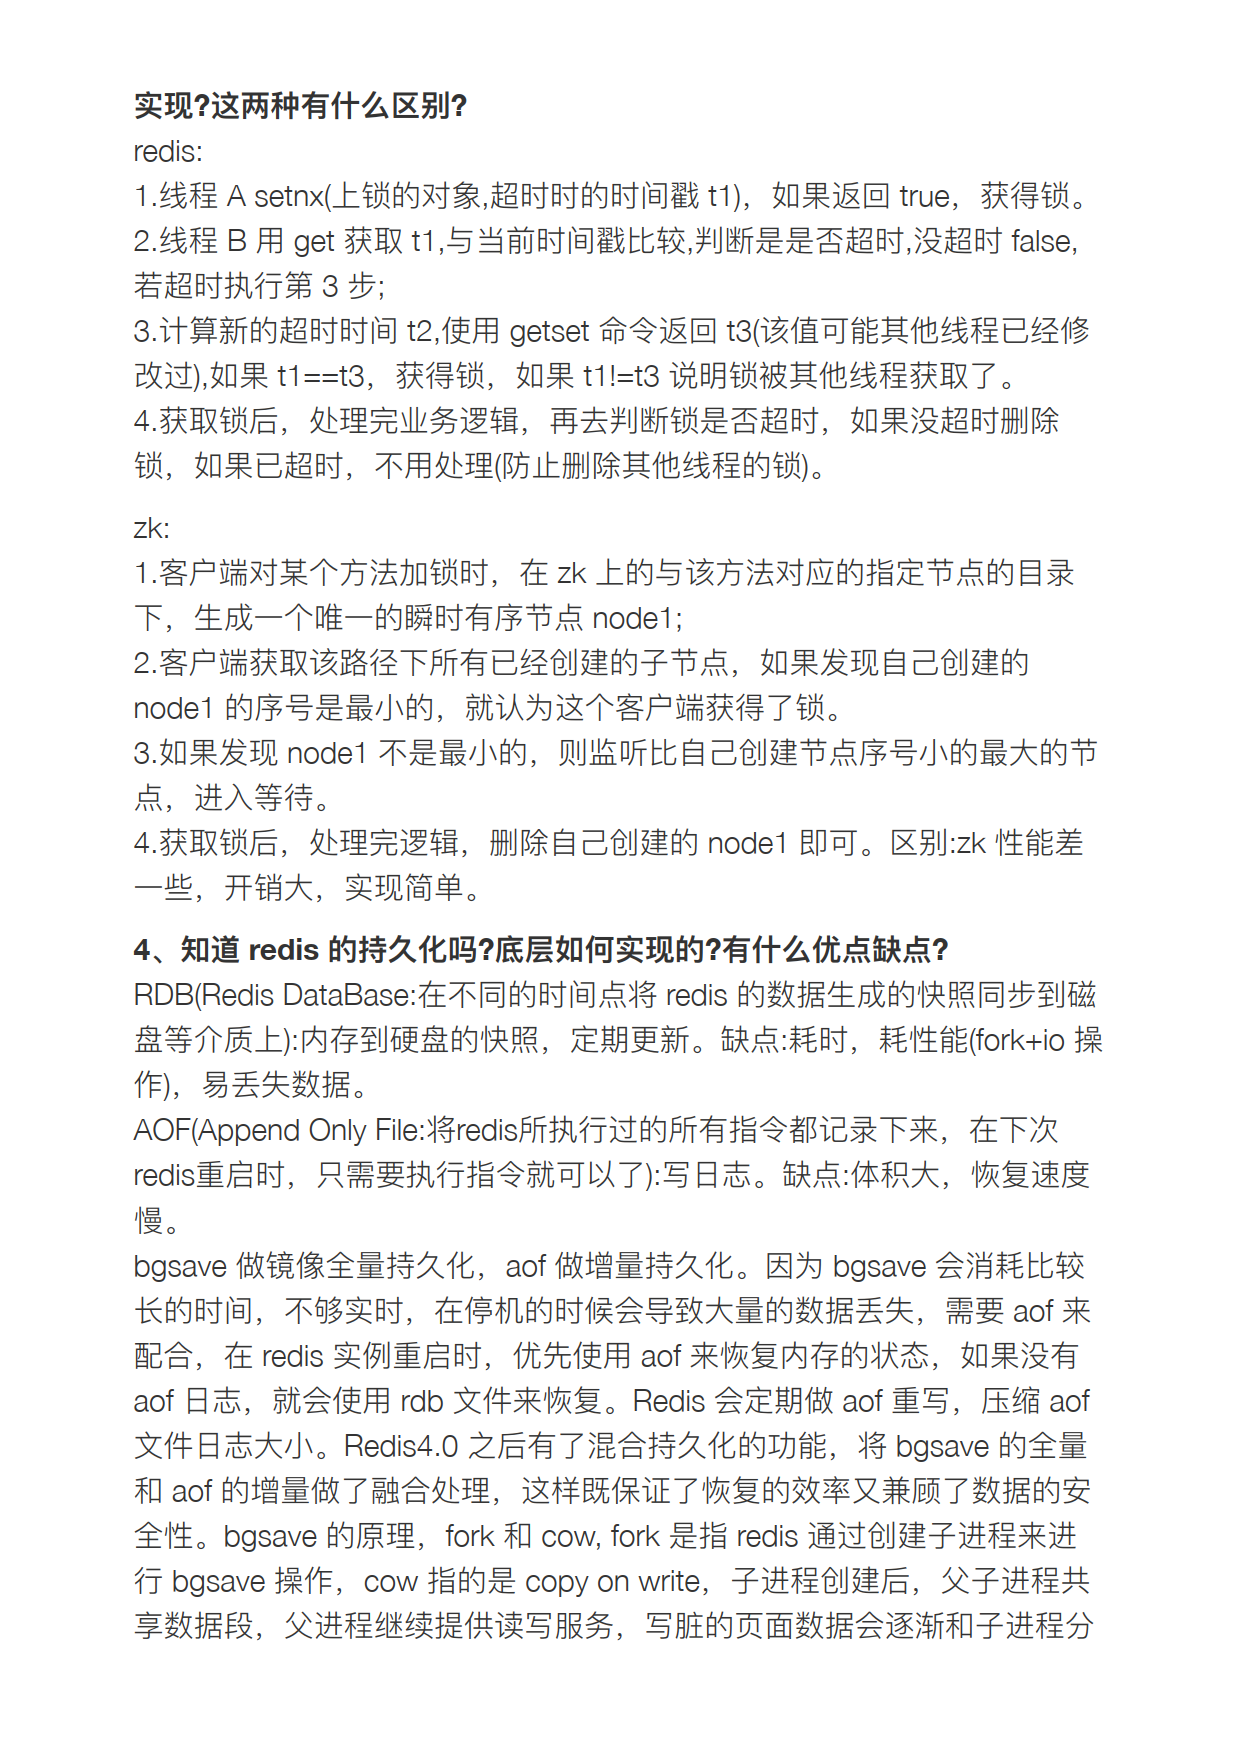 实现?这两种有什么区别?
redis:
1.线程 A setnx(上锁的对象,超时时的时间戳 t1)，如果返回 true，获得锁。
2.线程 B 用 get 获取 t1,与当前时间戳比较,判断是是否超时,没超时 false,
若超时执行第 3 步;
3.计算新的超时时间 t2,使用 getset 命令返回 t3(该值可能其他线程已经修
改过),如果 t1==t3，获得锁，如果 t1!=t3 说明锁被其他线程获取了。
4.获取锁后，处理完业务逻辑，再去判断锁是否超时，如果没超时删除
锁，如果已超时，不用处理(防止删除其他线程的锁)。
zk:
1.客户端对某个方法加锁时，在 zk 上的与该方法对应的指定节点的目录
下，生成一个唯一的瞬时有序节点 node1;
2.客户端获取该路径下所有已经创建的子节点，如果发现自己创建的
node1 的序号是最小的，就认为这个客户端获得了锁。
3.如果发现 node1 不是最小的，则监听比自己创建节点序号小的最大的节
点，进入等待。
4.获取锁后，处理完逻辑，删除自己创建的 node1 即可。区别:zk 性能差
一些，开销大，实现简单。
4、知道 redis 的持久化吗?底层如何实现的?有什么优点缺点?
RDB(Redis DataBase:在不同的时间点将 redis 的数据生成的快照同步到磁
盘等介质上):内存到硬盘的快照，定期更新。缺点:耗时，耗性能(fork+io 操
作)，易丢失数据。
AOF(Append Only File:将redis所执行过的所有指令都记录下来，在下次
redis重启时，只需要执行指令就可以了):写日志。缺点:体积大，恢复速度
慢。
bgsave 做镜像全量持久化，aof 做增量持久化。因为 bgsave 会消耗比较
长的时间，不够实时，在停机的时候会导致大量的数据丢失，需要 aof 来
配合，在 redis 实例重启时，优先使用 aof 来恢复内存的状态，如果没有
aof 日志，就会使用 rdb 文件来恢复。Redis 会定期做 aof 重写，压缩 aof
文件日志大小。Redis4.0 之后有了混合持久化的功能，将 bgsave 的全量
和 aof 的增量做了融合处理，这样既保证了恢复的效率又兼顾了数据的安
全性。bgsave 的原理，fork 和 cow, fork 是指 redis 通过创建子进程来进
行 bgsave 操作，cow 指的是 copy on write，子进程创建后，父子进程共
享数据段，父进程继续提供读写服务，写脏的页面数据会逐渐和子进程分